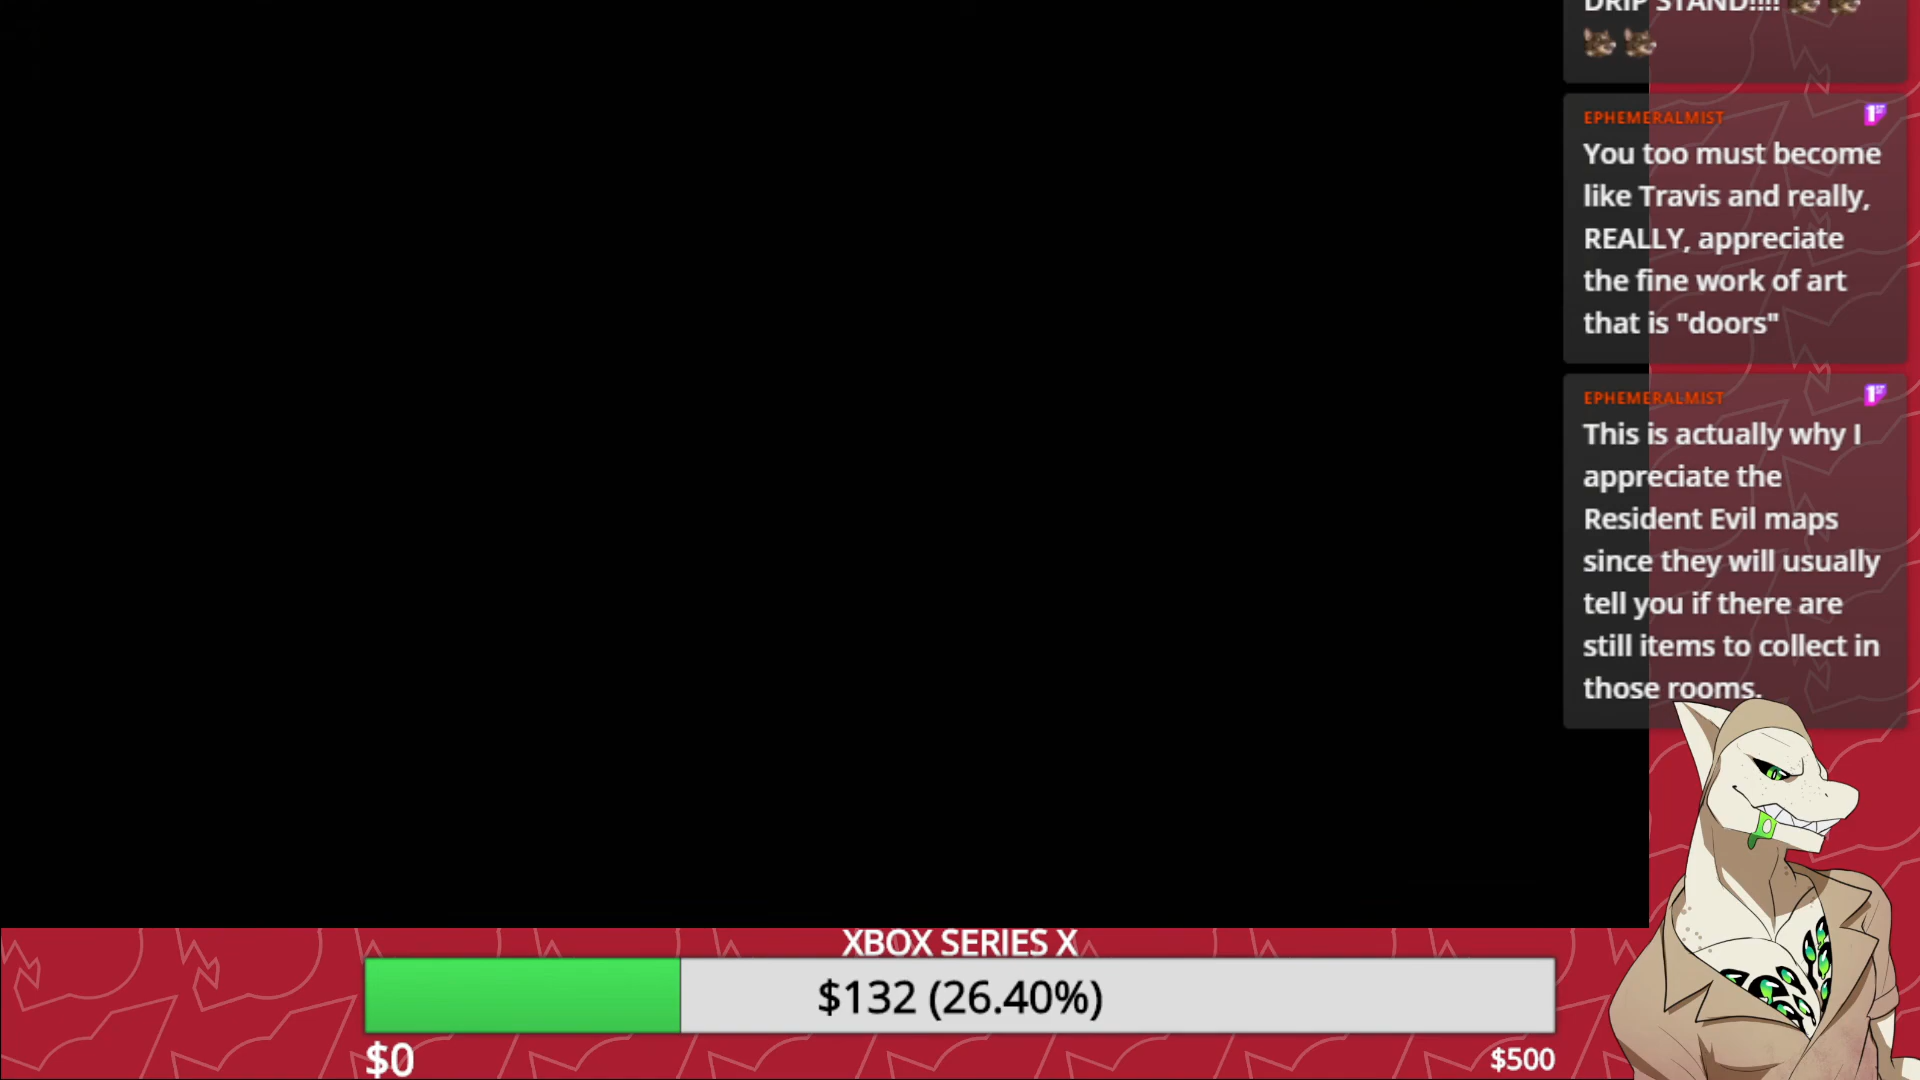 DRIP STAND!!!!
EPHEMERALMIST
You too must become
like Travis and really,
REALLY, appreciate
the fine work of art
that is "doors"
EPHEMERALMIST
This is actually why I
appreciate the
Resident Evil maps
since they will usually
tell you if there are
still items to collect in
those rooms.
XBOX SERIES X
$132 (26.40%)
$0
$500